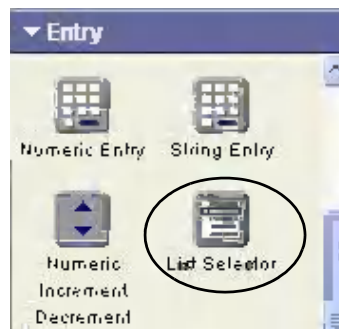 Entry
Numeric Entry String Entry
Numeric List Selector
Increment
Decrement